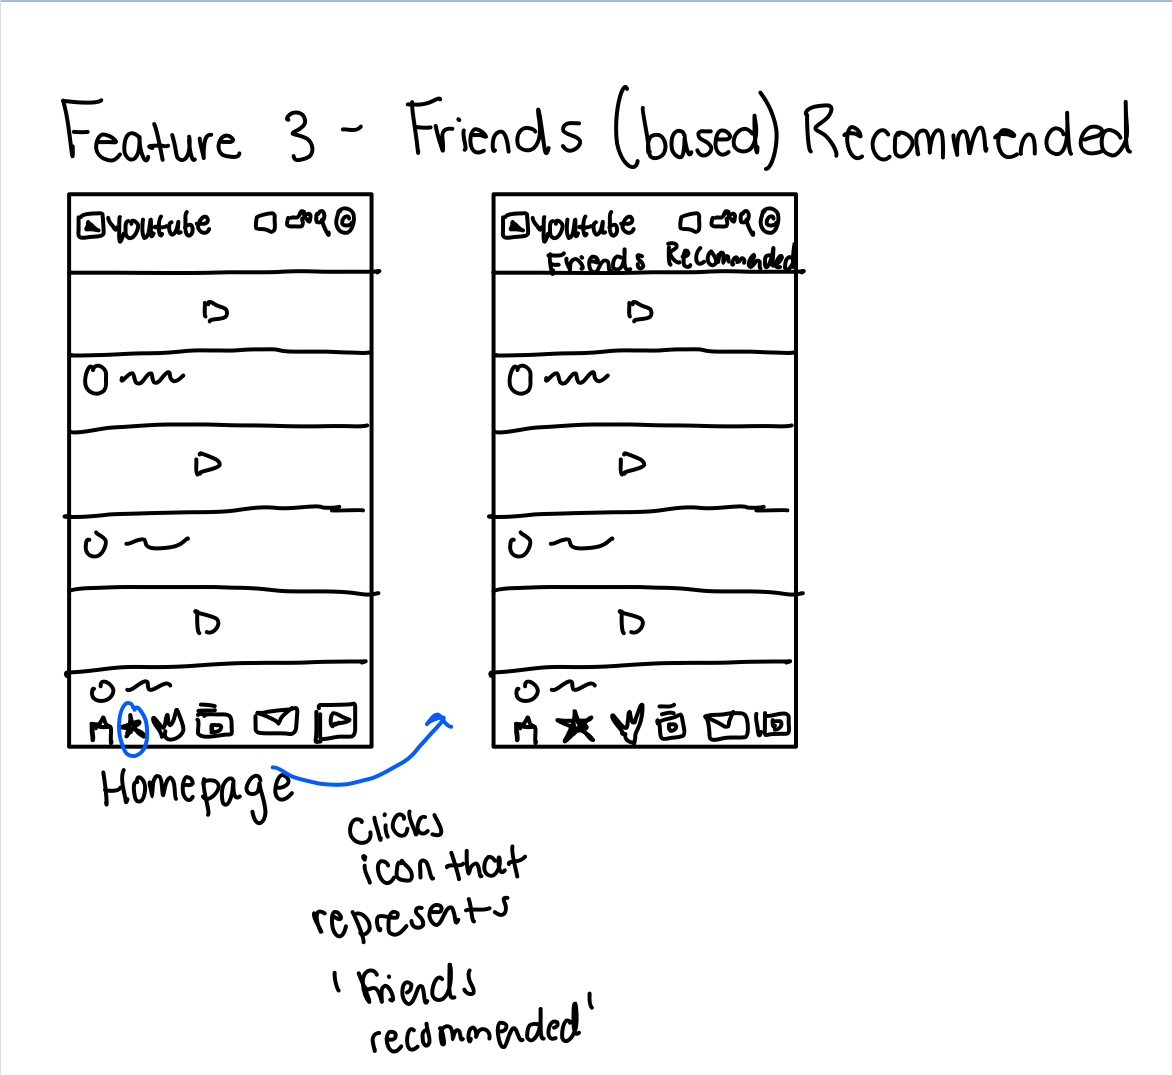 Feature 3 - Friends (based) Recommended
Youtube
Youtube
Friends Recommended
Homepage
Clicks
icon that
represents
'Friends
recommended'